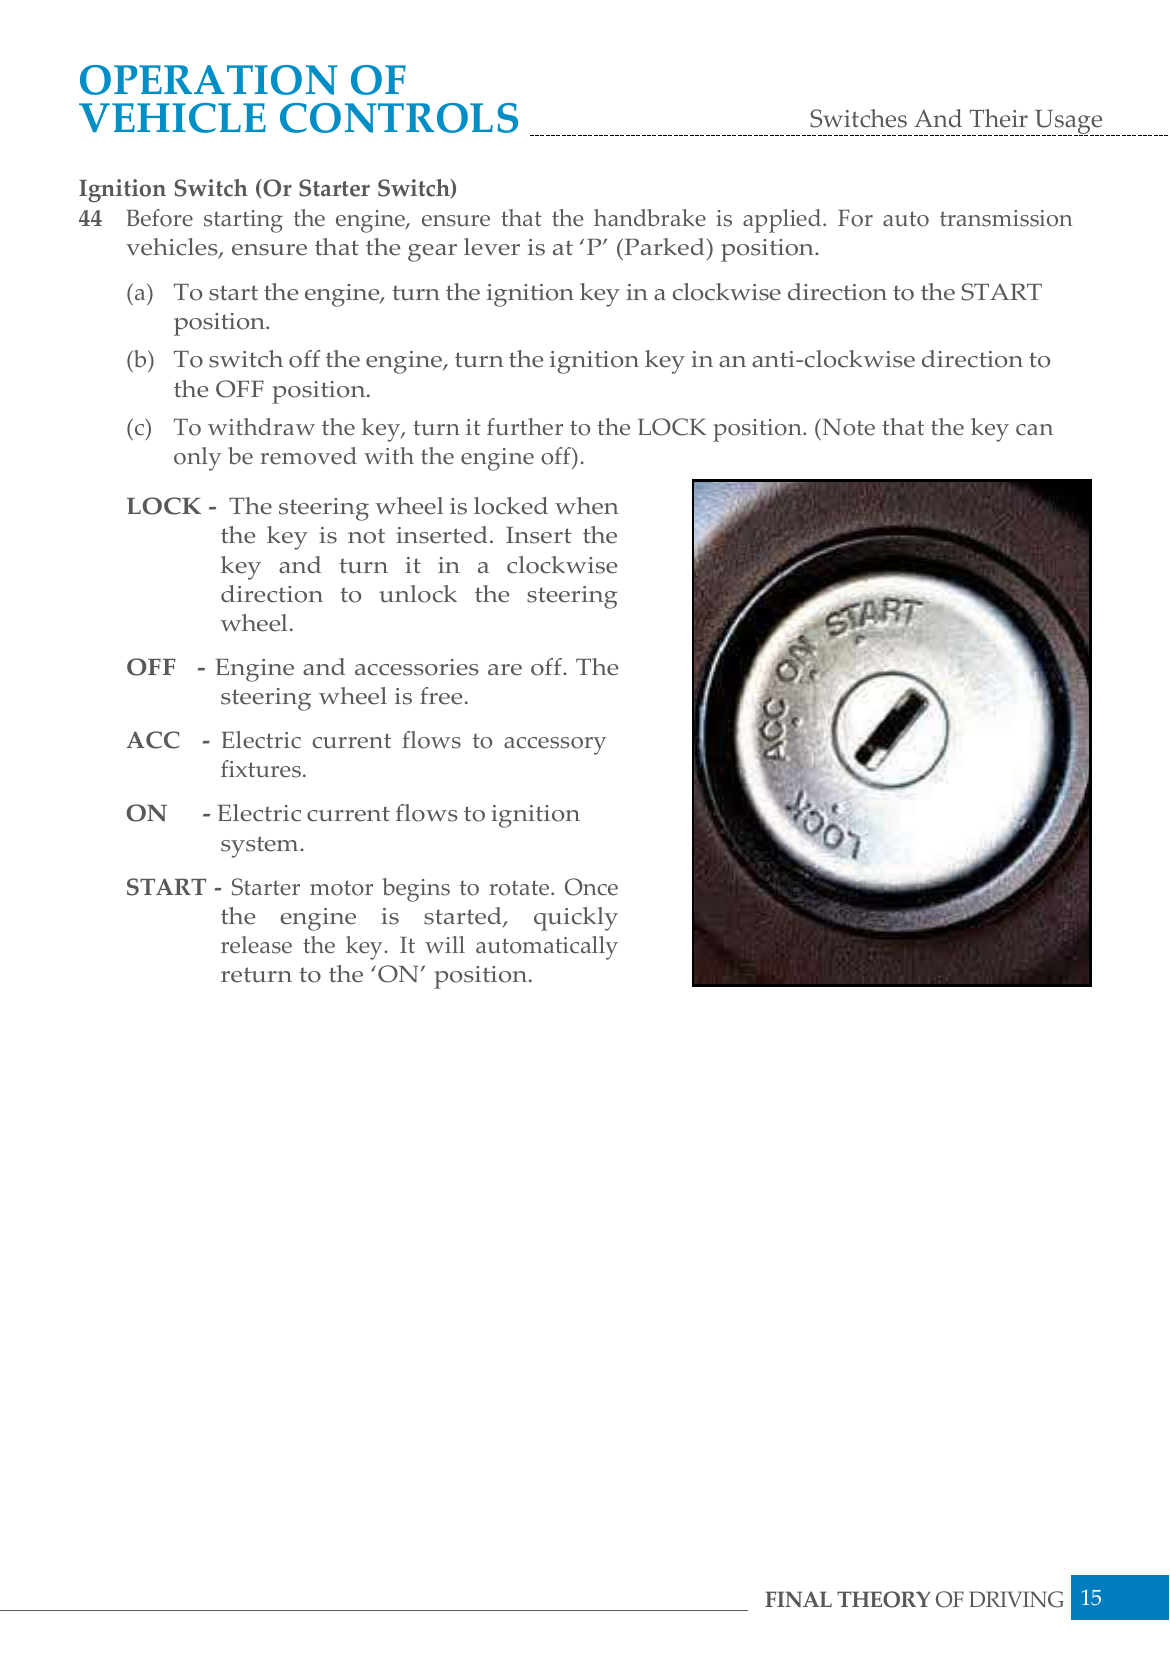 OPERATION OF
VEHICLE CONTROLS
Switches And Their Usage
Ignition Switch (Or Starter Switch)
44 Before starting the engine, ensure that the handbrake is applied. For auto transmission
vehicles, ensure that the gear lever is at ‘P’ (Parked) position.
(a) To start the engine, turn the ignition key in a clockwise direction to the START
position.
(b) To switch off the engine, turn the ignition key in an anti-clockwise direction to
the OFF position.
(c) To withdraw the key, turn it further to the LOCK position. (Note that the key can
only be removed with the engine off).
LOCK - The steering wheel is locked when
the key is not inserted. Insert the
key and turn it in a clockwise
direction to unlock the steering
wheel.
OFF - Engine and accessories are off. The
steering wheel is free.
ACC - Electric current flows to accessory
fixtures.
ON - Electric current flows to ignition
system.
START - Starter motor begins to rotate. Once
the engine is started, quickly
release the key. It will automatically
return to the ‘ON’ position.
START
ON
ACC
LOCK
FINAL THEORY OF DRIVING 15